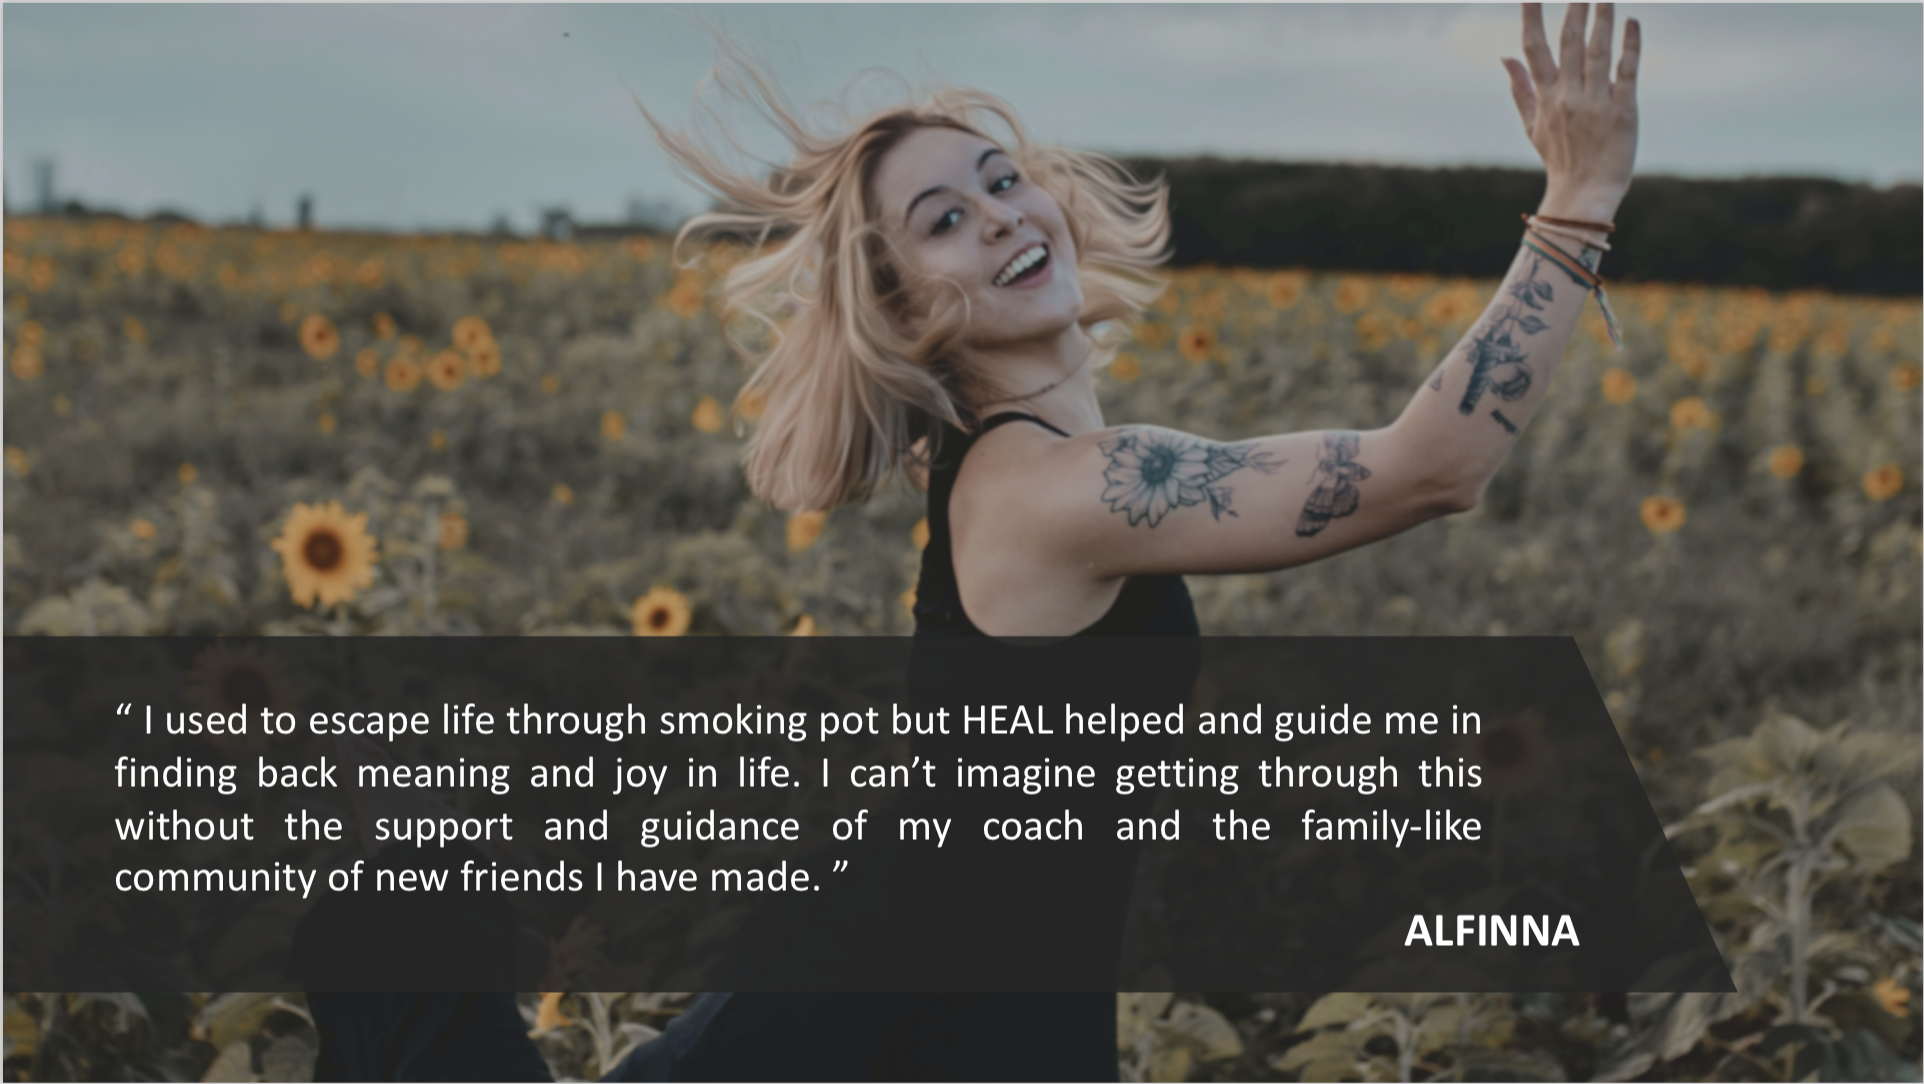 “ I used to escape life through smoking pot but HEAL helped and guide me in
finding back meaning and joy in life. I can’t imagine getting through this
without the support and guidance of my coach and the family-like
community of new friends I have made. ”
ALFINNA